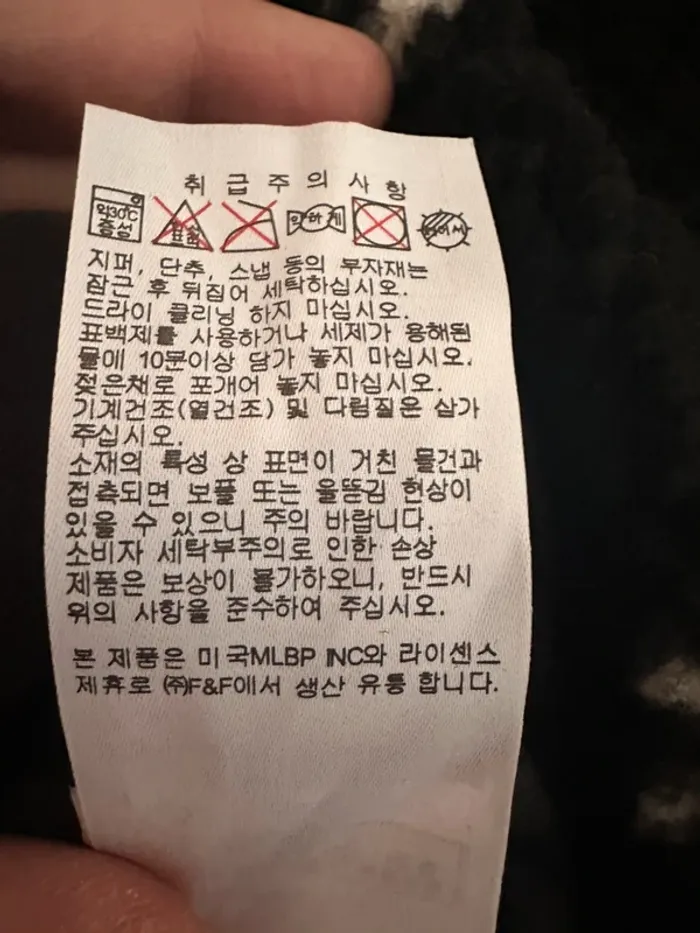 취급주의사항
약30℃ 중성
표백
약하게
뉘어서
지퍼, 단추, 스냅 등의 부자재는
잠근 후 뒤집어 세탁하십시오.
드라이 클리닝 하지 마십시오.
표백제를 사용하거나 세제가 용해된
물에 10분이상 담가 놓지 마십시오.
젖은채로 포개어 놓지 마십시오.
기계건조(열건조) 및 다림질은 삼가
주십시오.
소재의 특성 상 표면이 거친 물건과
접촉되면 보풀 또는 올뜯김 현상이
있을 수 있으니 주의 바랍니다.
소비자 세탁부주의로 인한 손상
제품은 보상이 불가하오니, 반드시
위의 사항을 준수하여 주십시오.
본 제품은 미국MLBP INC와 라이센스
제휴로 ㈜F&F에서 생산 유통 합니다.